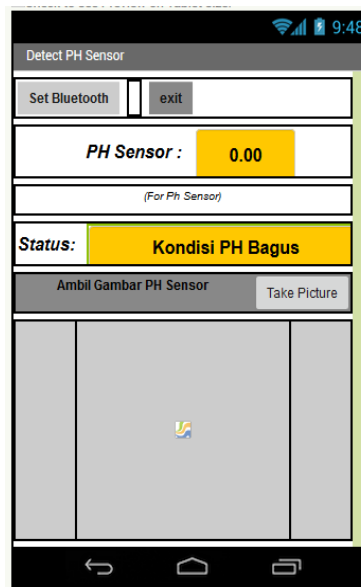 9:48
Detect PH Sensor
Set Bluetooth exit
PH Sensor : 0.00
(For Ph Sensor)
Status: Kondisi PH Bagus
Ambil Gambar PH Sensor Take Picture